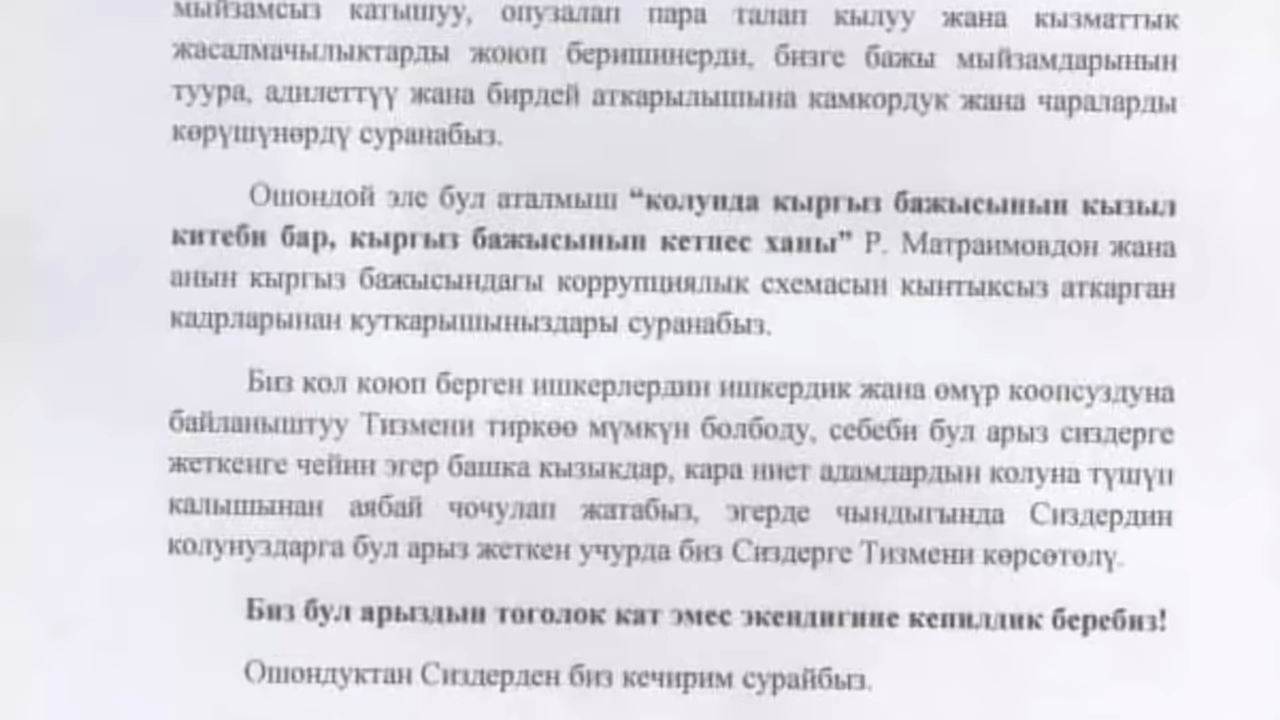 мыйзамсыз катышуу, опузалап пара талап кылуу жана кызматтык
жасалмачылыктарды жоюп беришинерди, бизге бажы мыйзамдарынын
туура, адилеттүү жана бирдей аткарылышына камкордук жана чараларды
көрүшүнөрдү суранабыз.
Ошондой эле бул аталмыш “колунда кыргыз бажысынын кызыл
китеби бар, кыргыз бажысынын кетпес ханы” Р. Матраимовдон жана
анын кыргыз бажысындагы коррупциялык схемасын кынтыксыз аткарган
кадрларынан куткарышыныздары суранабыз.
Биз кол коюп берген ишкерлердин ишкердик жана өмүр коопсуздуна
байланыштуу Тизмени тиркөө мүмкүн болбоду, себеби бул арыз сиздерге
жеткенге чейин эгер башка кызыкдар, кара ниет адамдардын колуна түшүп
калышынан аябай чочулап жатабыз, эгерде чындыгында Сиздердин
колунуздарга бул арыз жеткен учурда биз Сиздерге Тизмени көрсөтөлү.
Биз бул арыздын тоголок кат эмес экендигине кепилдик беребиз!
Ошондуктан Сиздерден биз кечирим сурайбыз.